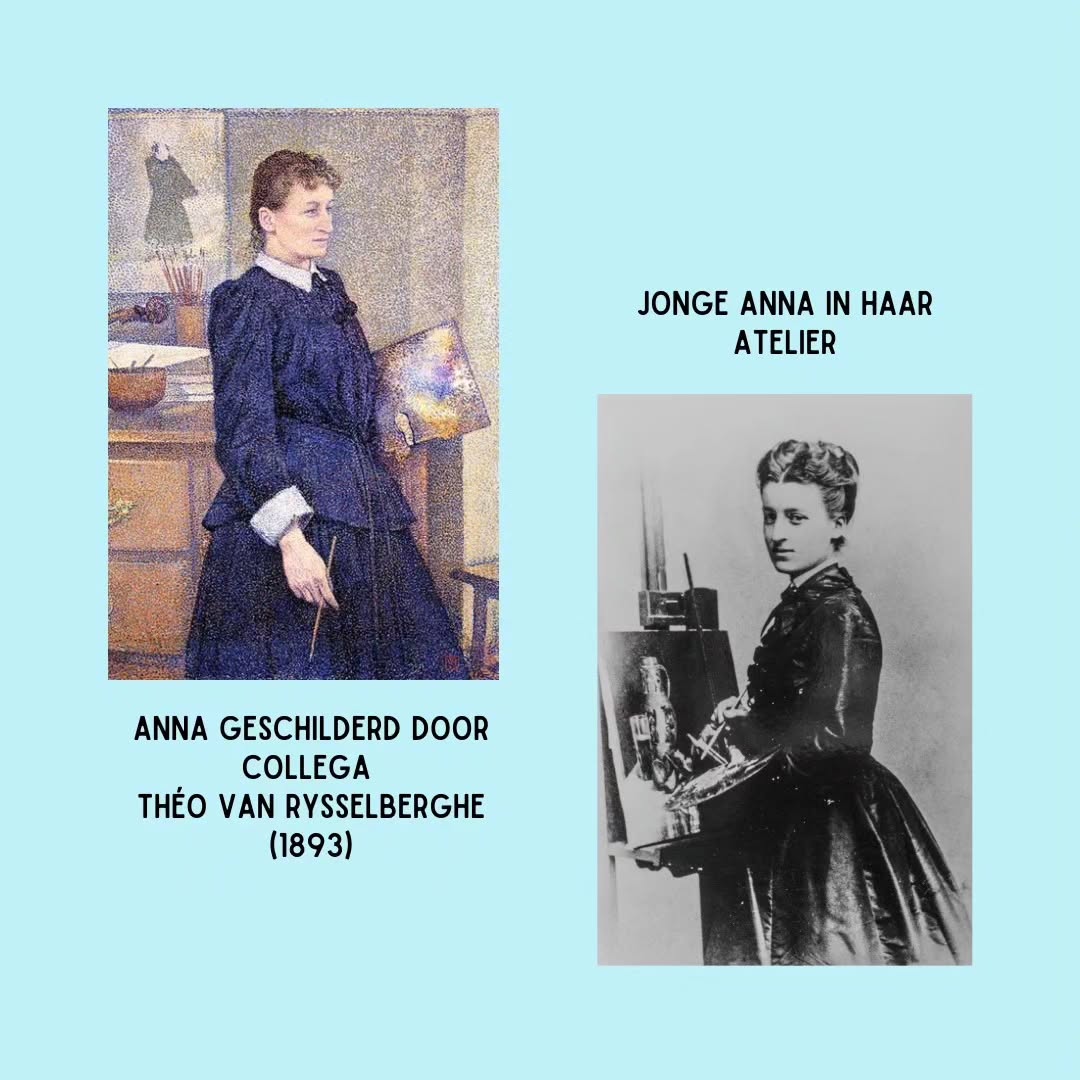 JONGE ANNA IN HAAR
ATELIER
ANNA GESCHILDERD DOOR
COLLEGA
THÉO VAN RYSSELBERGHE
(1893)